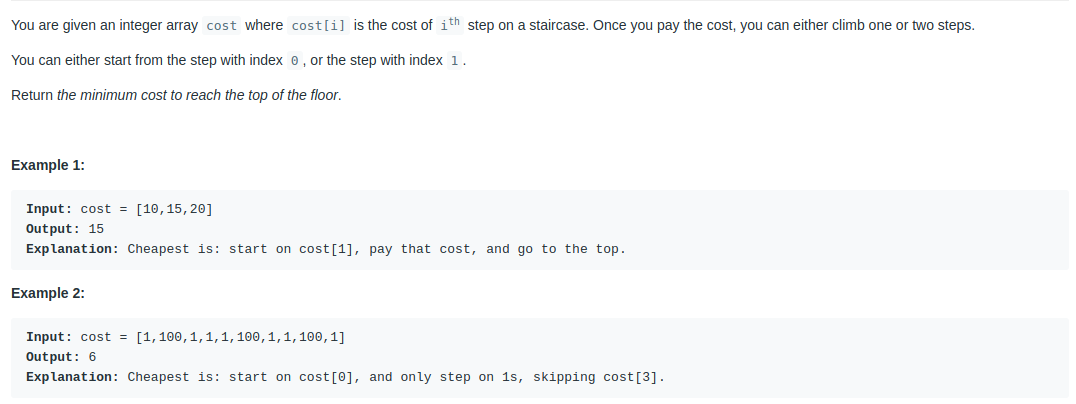 You are given an integer array cost where cost[i] is the cost of ith step on a staircase. Once you pay the cost, you can either climb one or two steps.
You can either start from the step with index 0, or the step with index 1.
Return the minimum cost to reach the top of the floor.
Example 1:
Input: cost = [10,15,20]
Output: 15
Explanation: Cheapest is: start on cost[1], pay that cost, and go to the top.
Example 2:
Input: cost = [1,100,1,1,1,100,1,1,100,1]
Output: 6
Explanation: Cheapest is: start on cost[0], and only step on 1s, skipping cost[3].